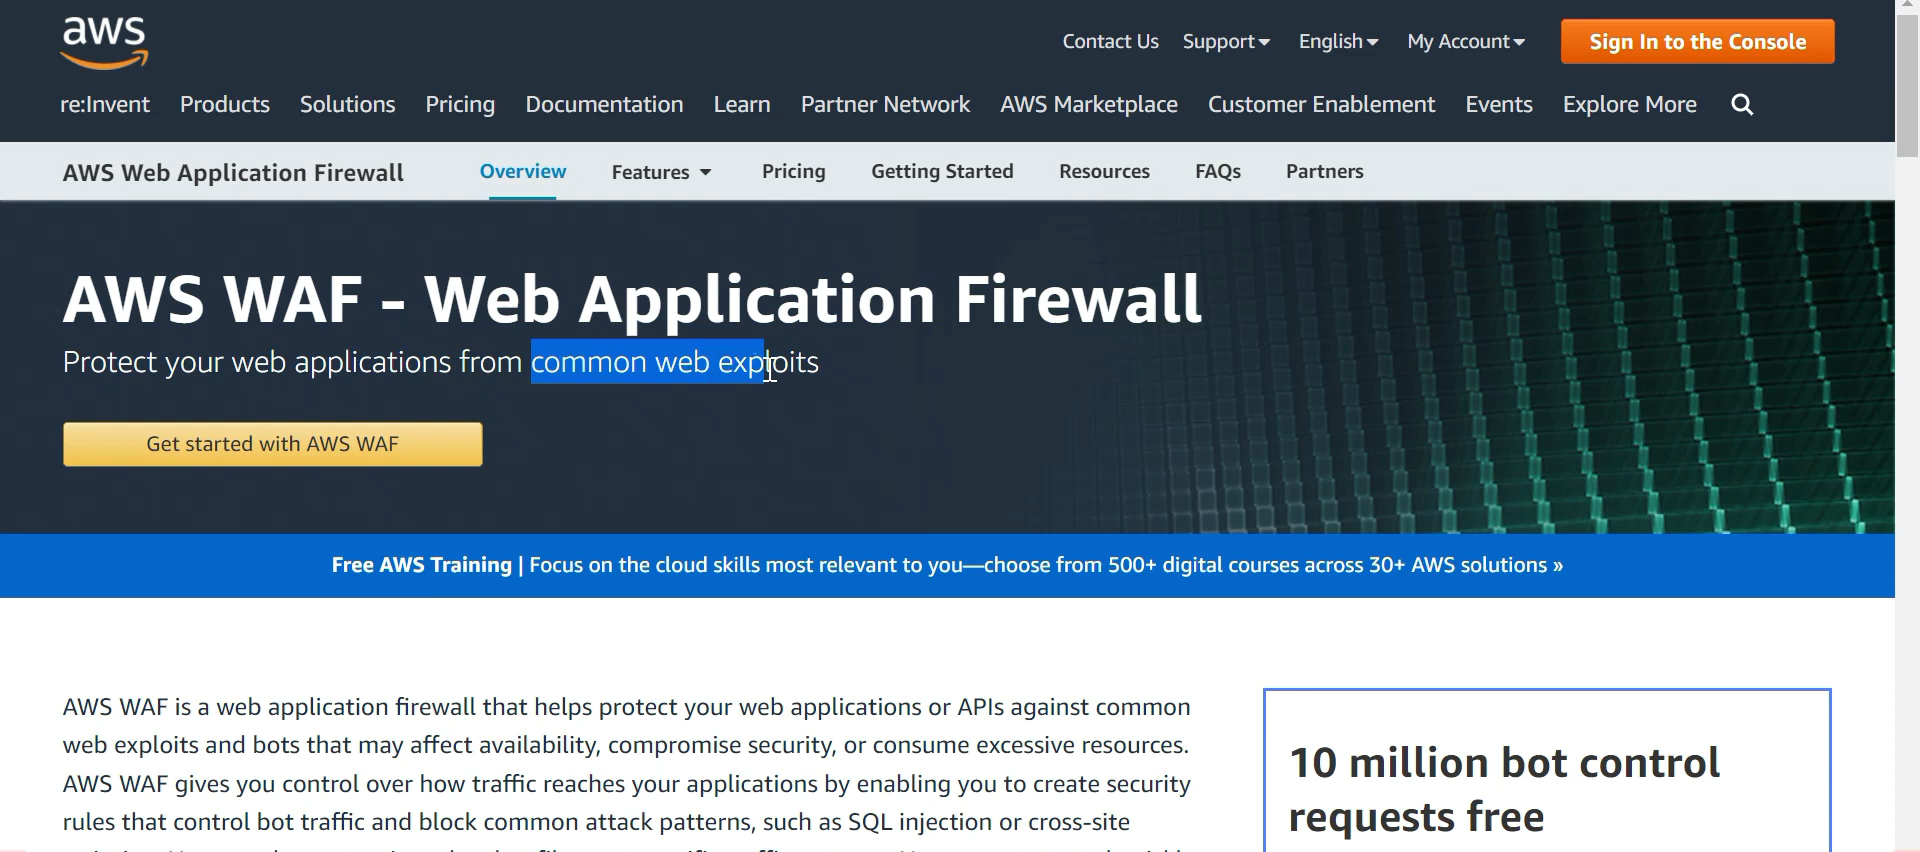 aws
Contact Us Support English My Account Sign In to the Console
re:Invent Products Solutions Pricing Documentation Learn Partner Network AWS Marketplace Customer Enablement Events Explore More
AWS Web Application Firewall Overview Features Pricing Getting Started Resources FAQs Partners
AWS WAF - Web Application Firewall
Protect your web applications from common web exploits
Get started with AWS WAF
Free AWS Training | Focus on the cloud skills most relevant to you—choose from 500+ digital courses across 30+ AWS solutions »
AWS WAF is a web application firewall that helps protect your web applications or APIs against common
web exploits and bots that may affect availability, compromise security, or consume excessive resources.
AWS WAF gives you control over how traffic reaches your applications by enabling you to create security
rules that control bot traffic and block common attack patterns, such as SQL injection or cross-site
10 million bot control
requests free